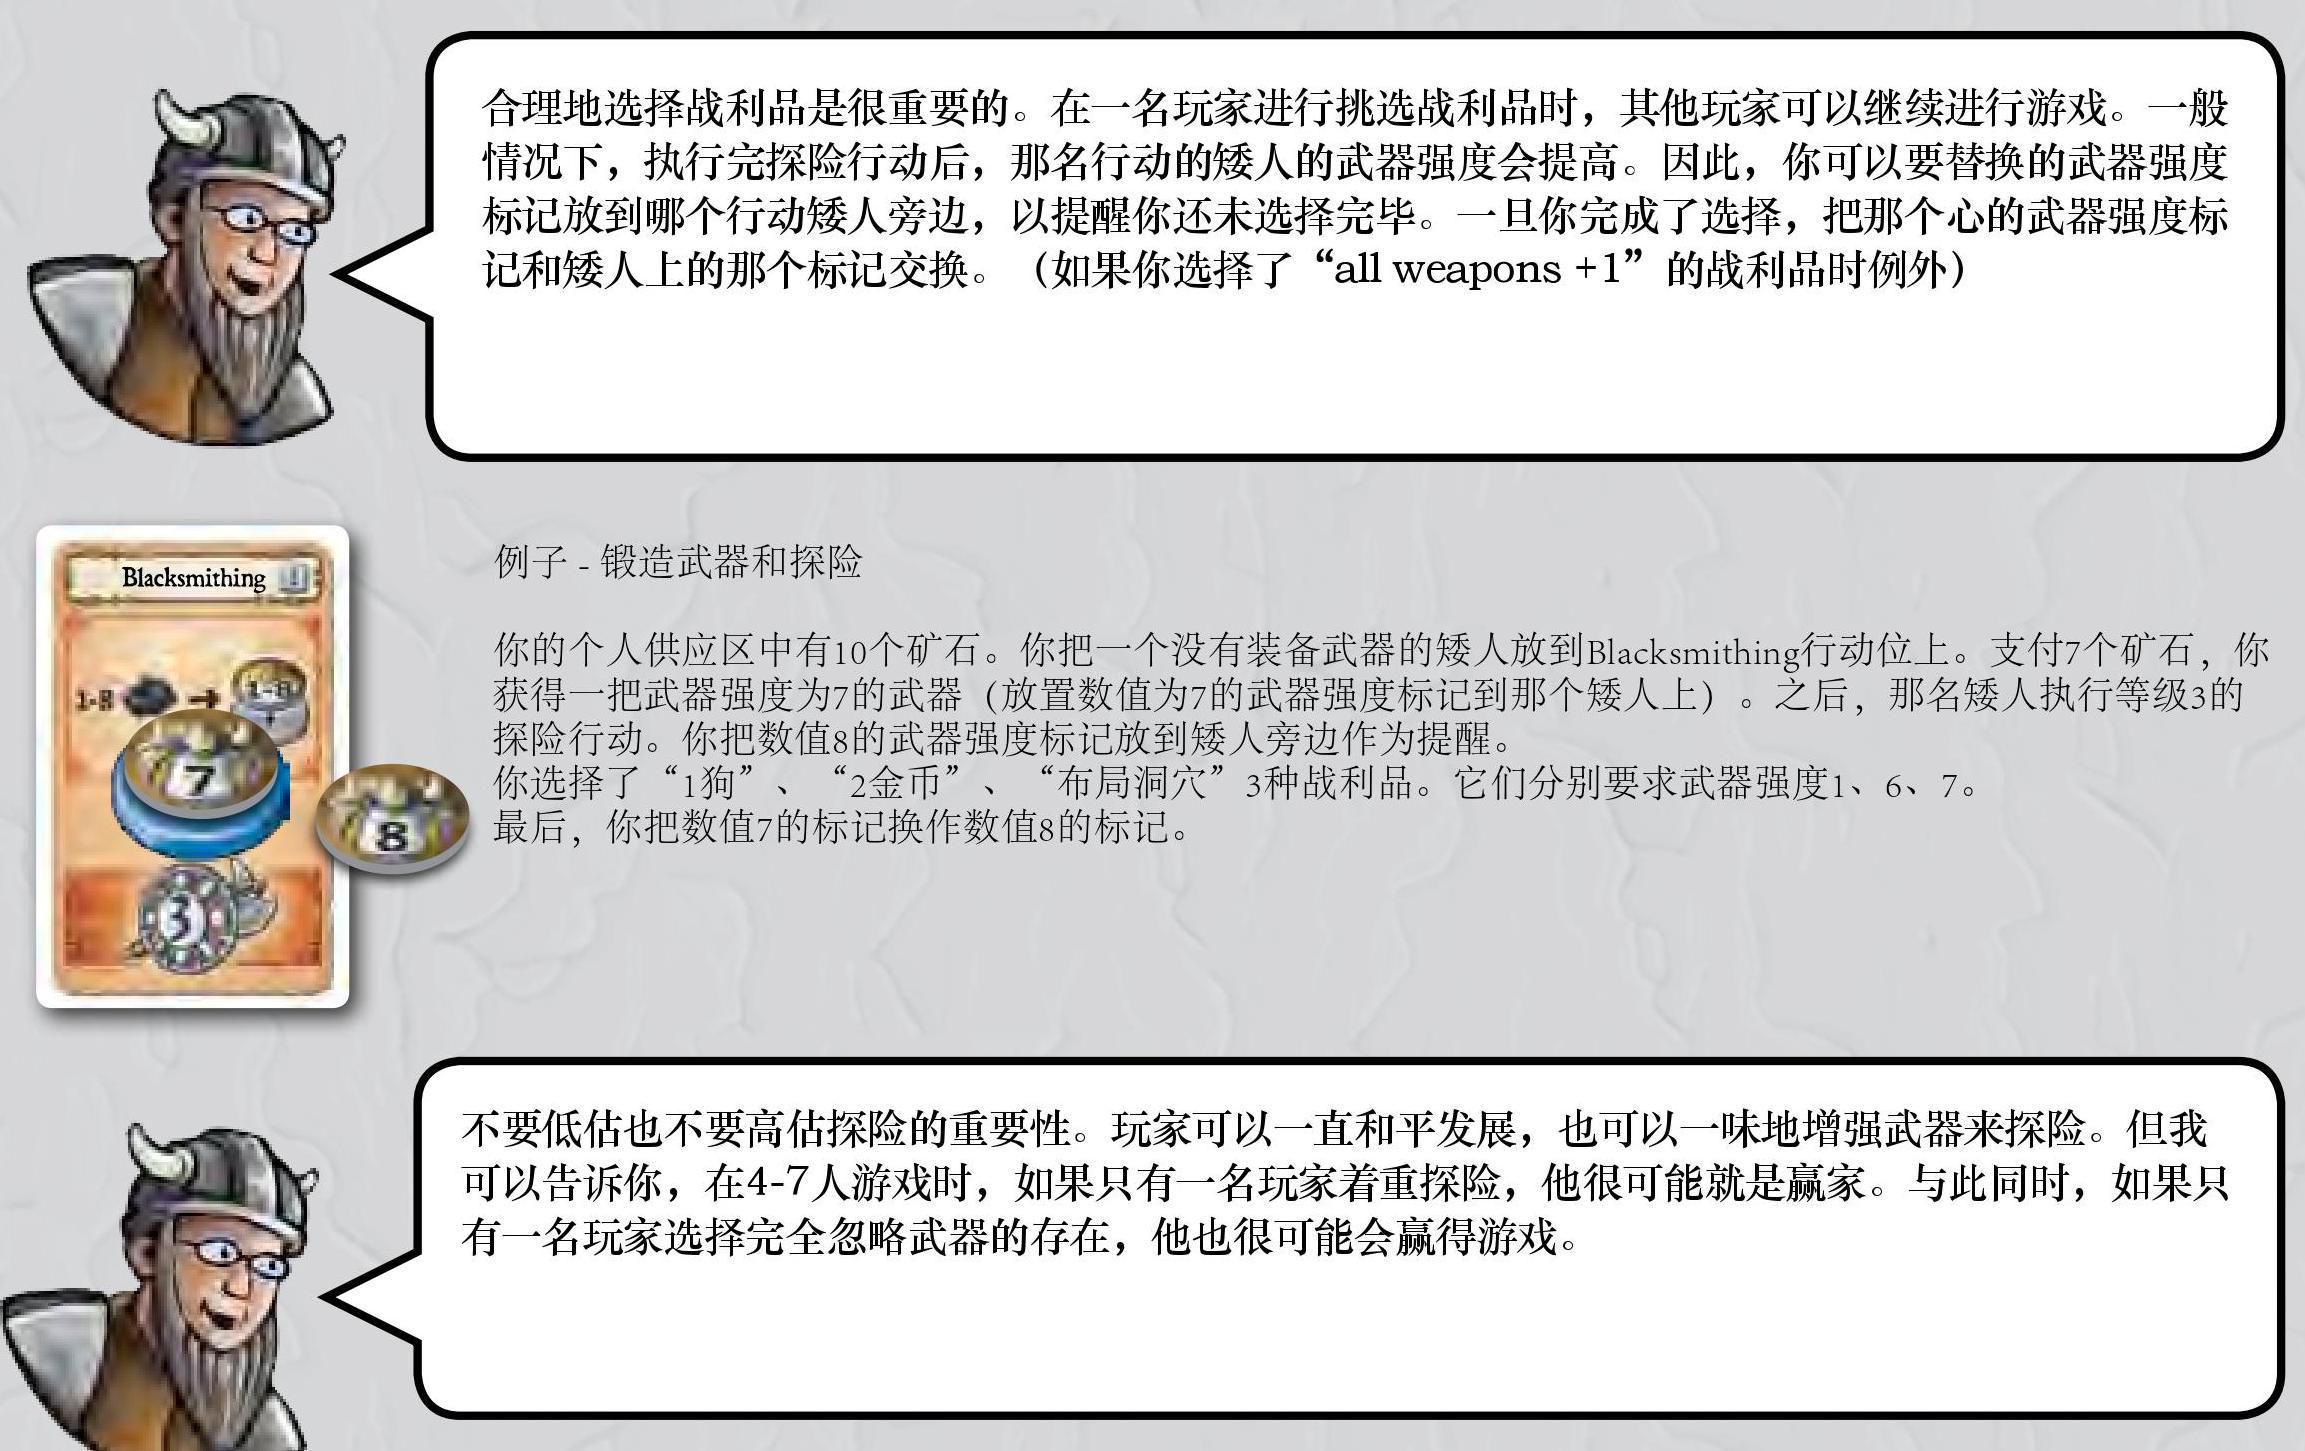 合理地选择战利品是很重要的。在一名玩家进行挑选战利品时，其他玩家可以继续进行游戏。一般
情况下，执行完探险行动后，那名行动的矮人的武器强度会提高。因此，你可以要替换的武器强度
标记放到哪个行动矮人旁边，以提醒你还未选择完毕。一旦你完成了选择，把那个心的武器强度标
记和矮人上的那个标记交换。（如果你选择了“all weapons +1”的战利品时例外）
Blacksmithing
1-8
1-8
7
8
3
例子 - 锻造武器和探险
你的个人供应区中有10个矿石。你把一个没有装备武器的矮人放到Blacksmithing行动位上。支付7个矿石，你
获得一把武器强度为7的武器（放置数值为7的武器强度标记到那个矮人上）。之后，那名矮人执行等级3的
探险行动。你把数值8的武器强度标记放到矮人旁边作为提醒。
你选择了“1狗”、“2金币”、“布局洞穴”3种战利品。它们分别要求武器强度1、6、7。
最后，你把数值7的标记换作数值8的标记。
不要低估也不要高估探险的重要性。玩家可以一直和平发展，也可以一味地增强武器来探险。但我
可以告诉你，在4-7人游戏时，如果只有一名玩家着重探险，他很可能就是赢家。与此同时，如果只
有一名玩家选择完全忽略武器的存在，他也很可能会赢得游戏。